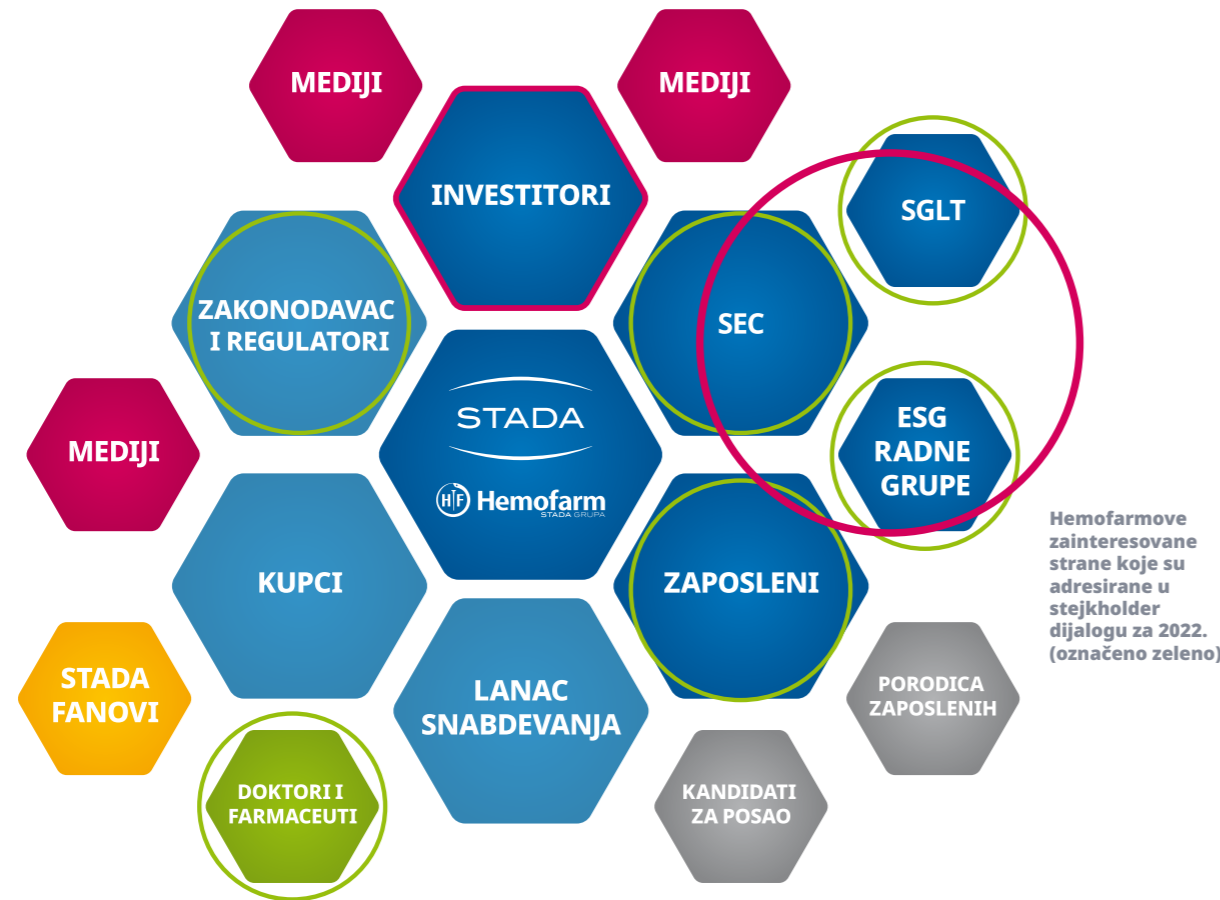 MEDIJI
MEDIJI
INVESTITORI
SGLT
ZAKONODAVAC
I REGULATORI
SEC
STADA
HTF Hemofarm
STADA GRUPA
MEDIJI
ESG
RADNE
GRUPE
KUPCI
ZAPOSLENI
Hemofarmove
zainteresovane
strane koje su
adresirane u
stejkholder
dijalogu za 2022.
(označeno zeleno)
STADA
FANOVI
LANAC
SNABDEVANJA
PORODICA
ZAPOSLENIH
DOKTORI I
FARMACEUTI
KANDIDATI
ZA POSAO